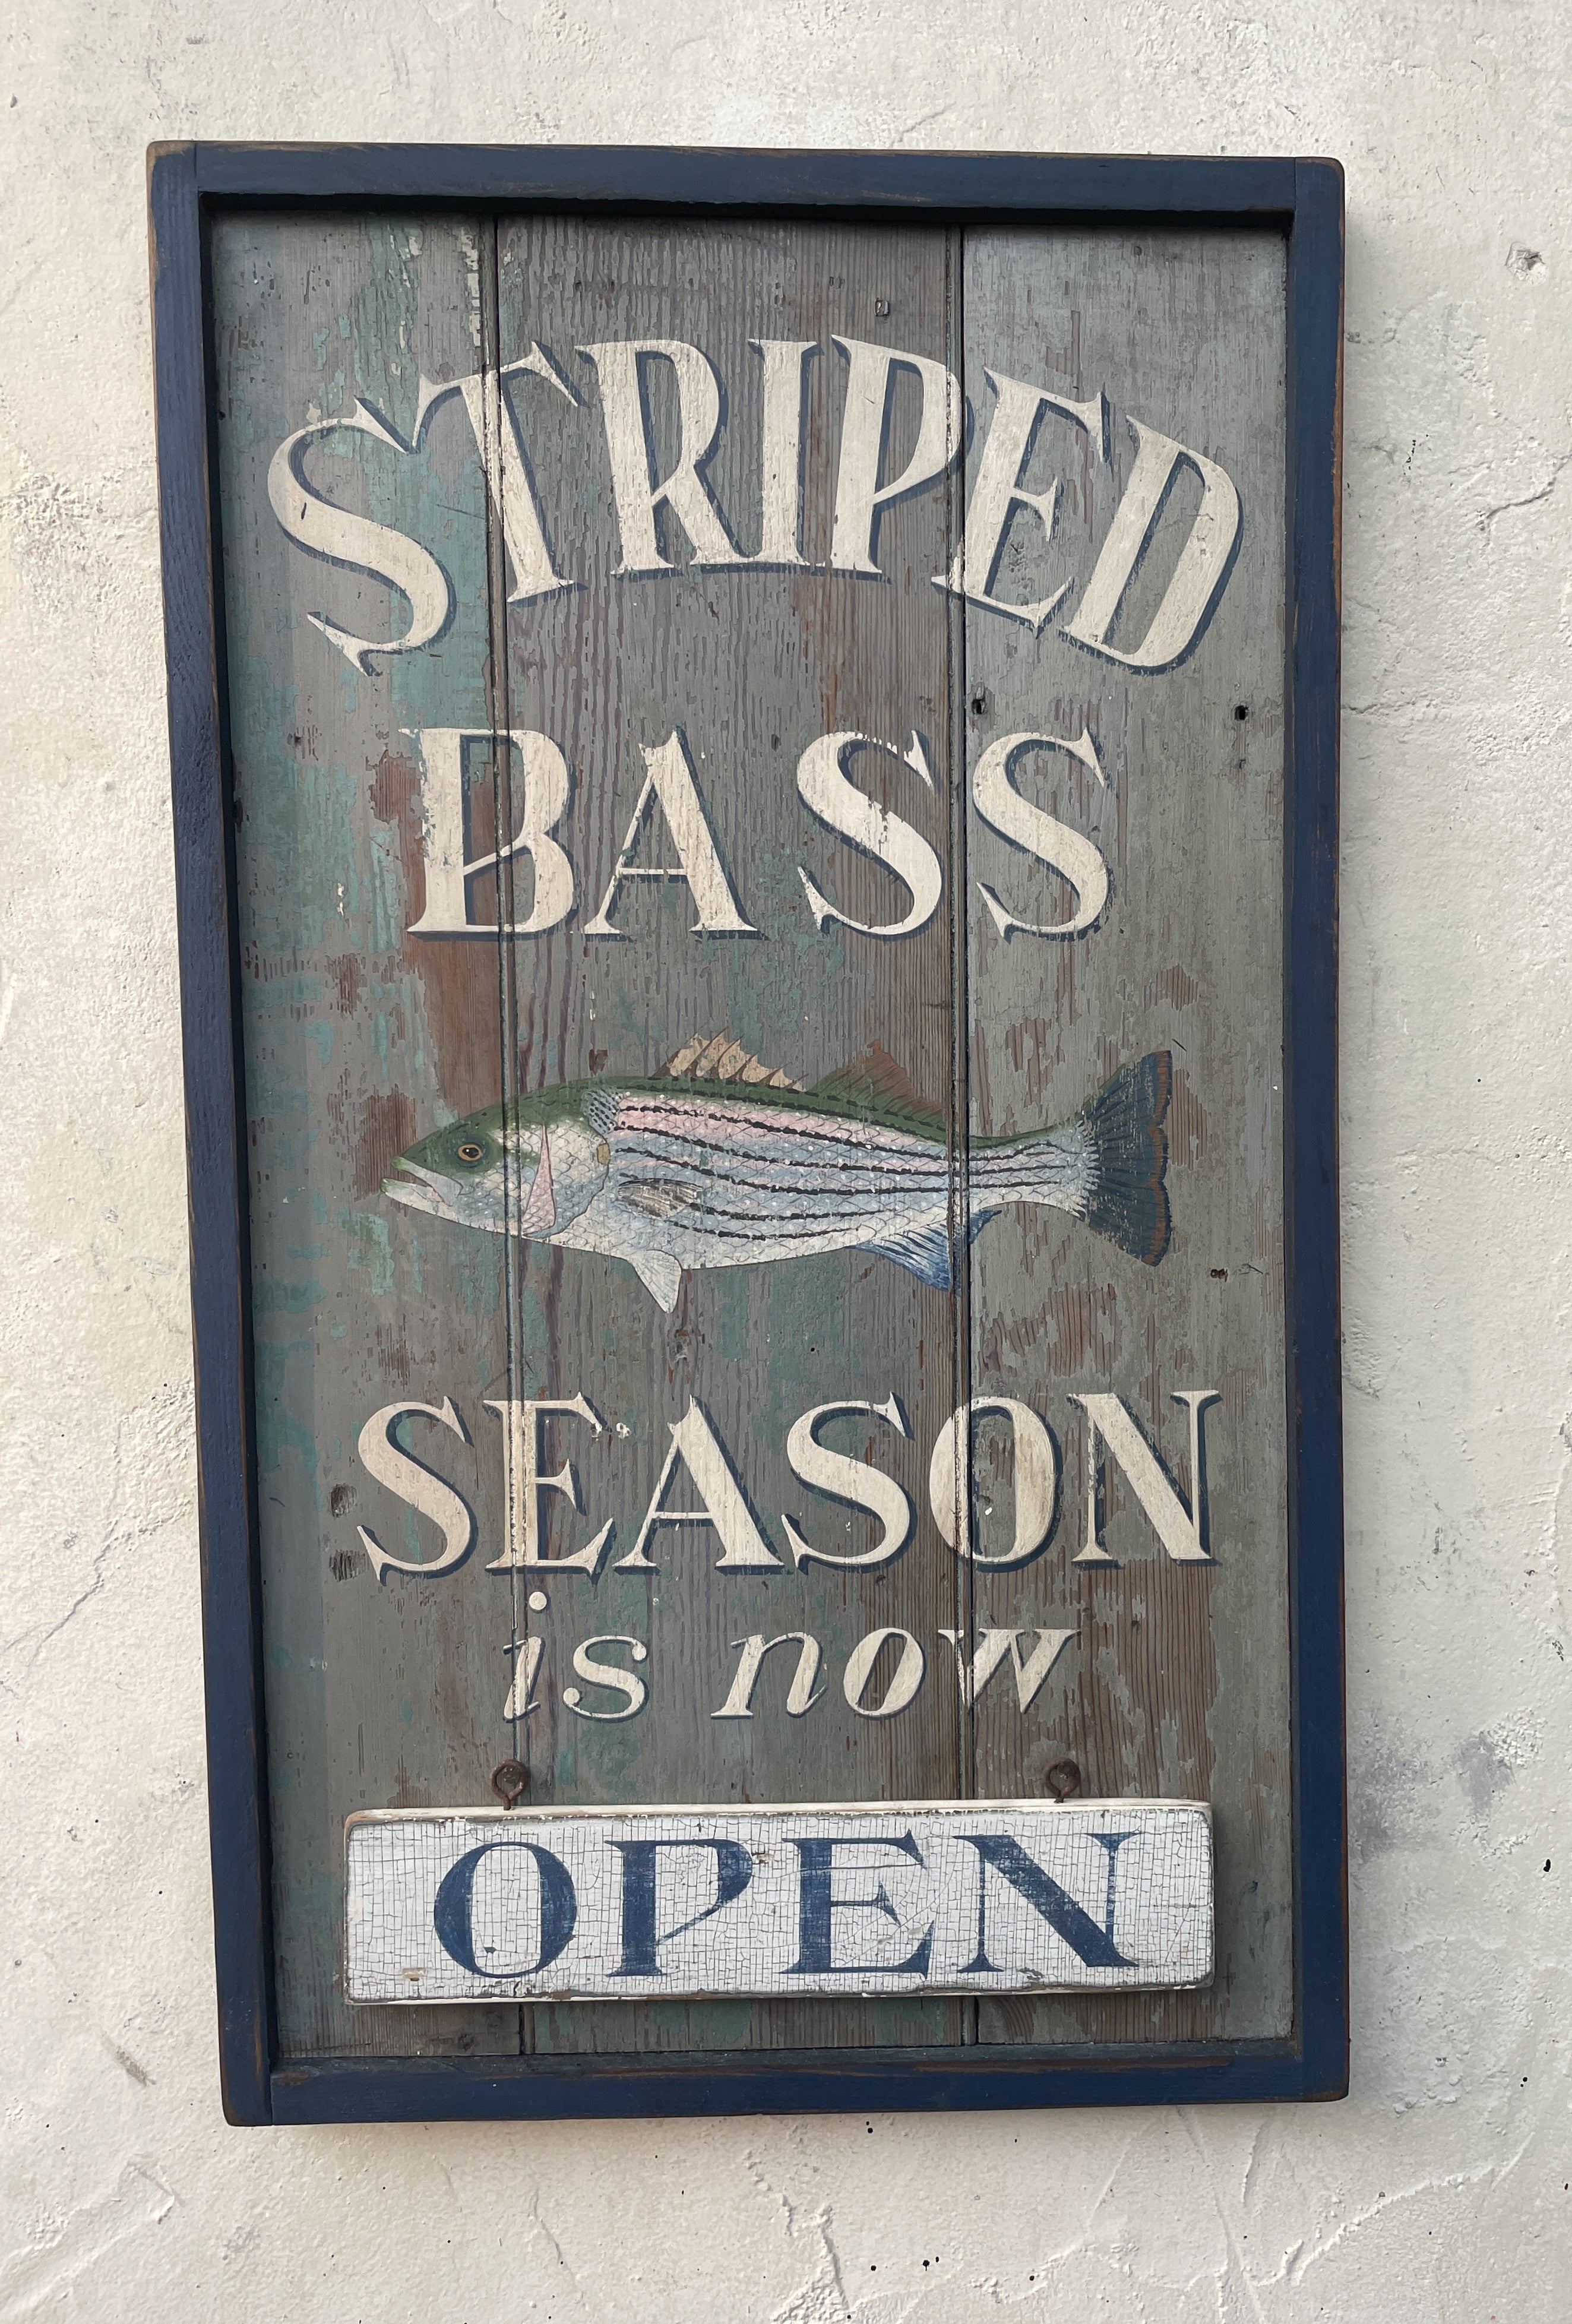 STRIPED
BASS
SEASON
is now
OPEN